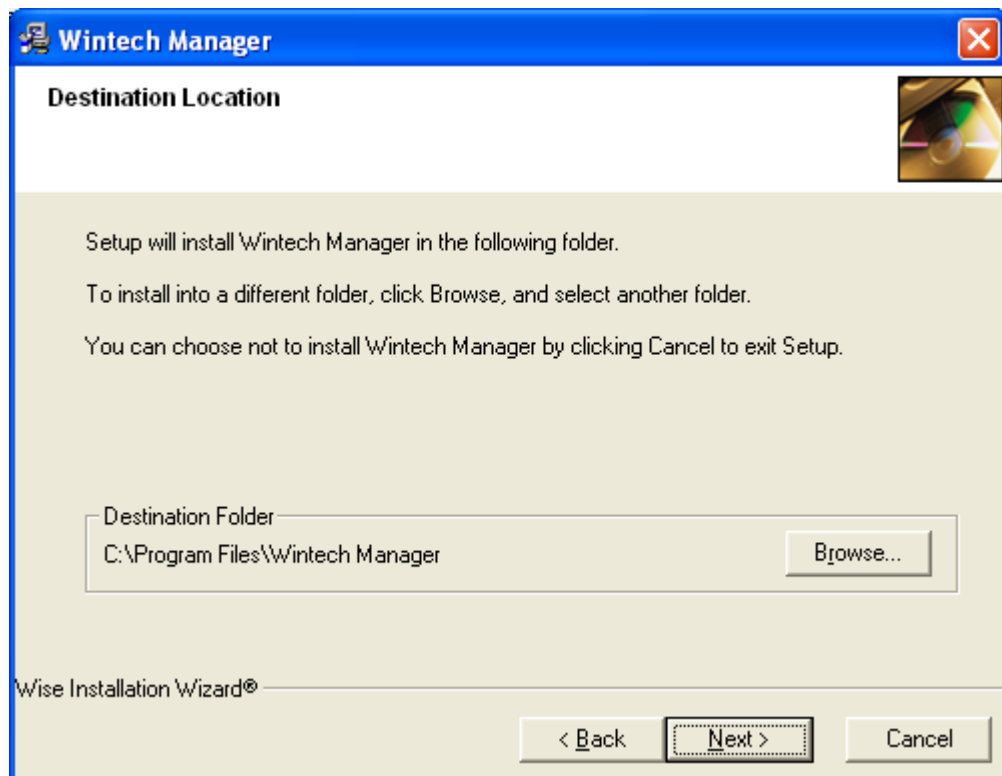 Wintech Manager
Destination Location
Setup will install Wintech Manager in the following folder.
To install into a different folder, click Browse, and select another folder.
You can choose not to install Wintech Manager by clicking Cancel to exit Setup.
Destination Folder
C:\Program Files\Wintech Manager
Browse...
Wise Installation Wizard®
< Back Next > Cancel